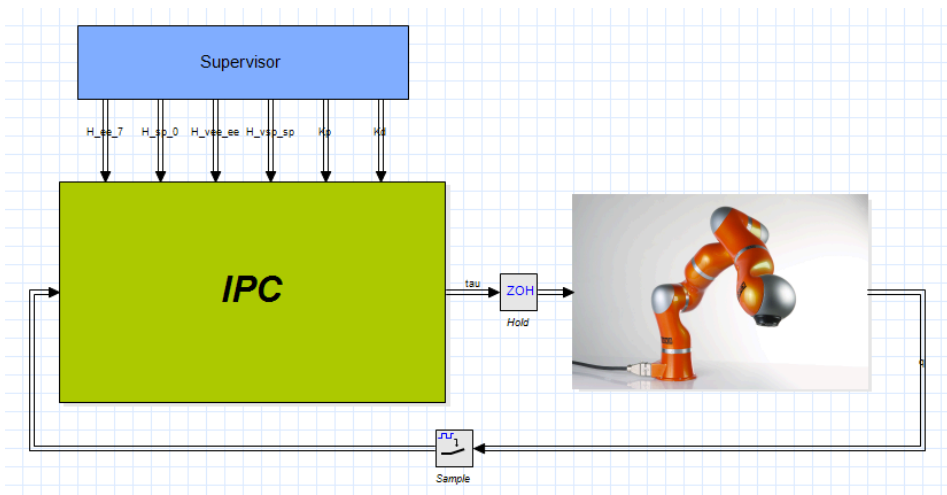 Supervisor
H_ee_7 H_sp_0 H_vee_ee H_vsp_sp Kp Kd
IPC
tau
ZOH
Hold
q
Sample